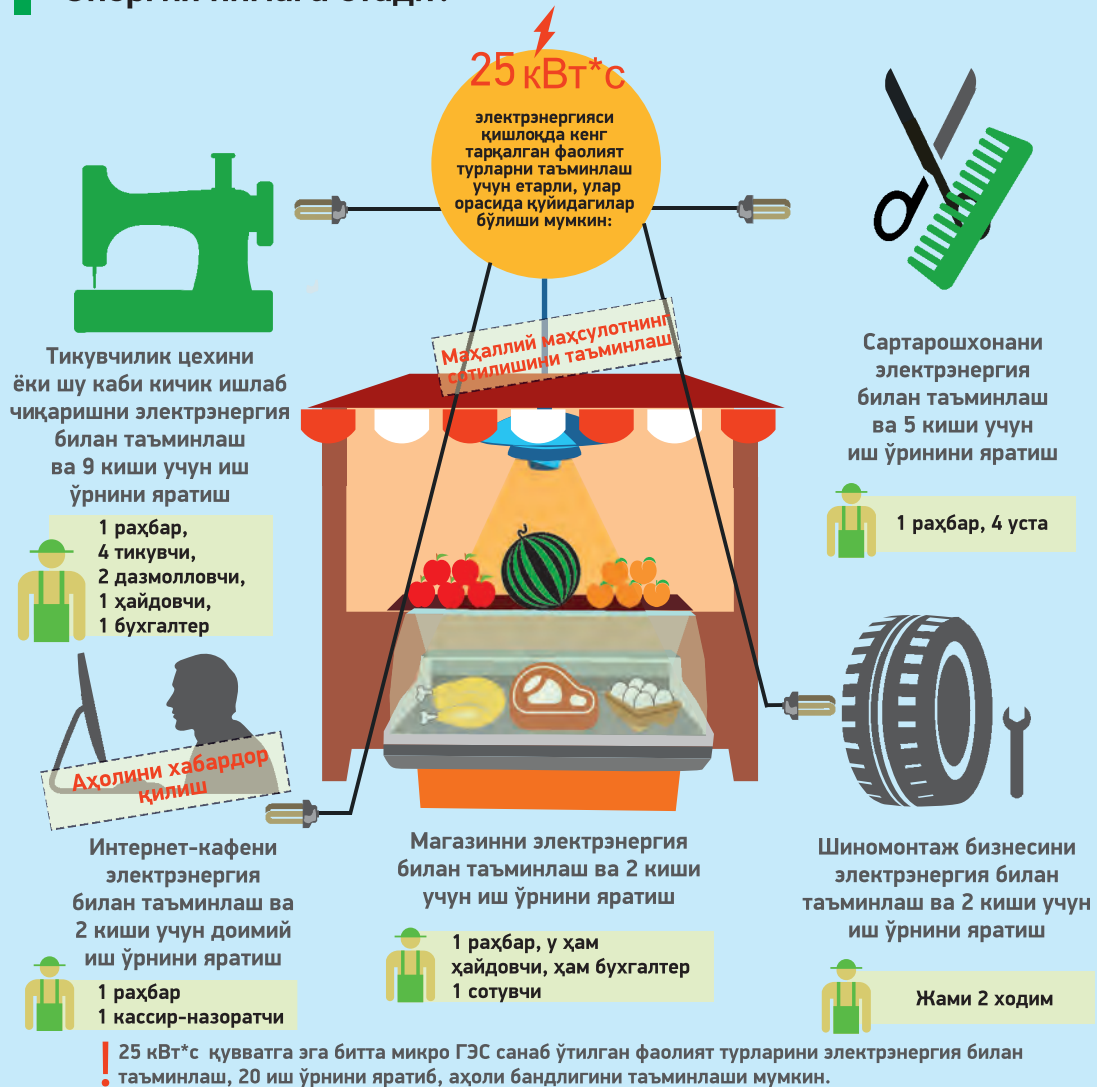 25 кВт*с
электрэнергияси
қишлоқда кенг
тарқалган фаолият
турларни таъминлаш
учун етарли, улар
орасида қуйидагилар
бўлиши мумкин:
Маҳаллий маҳсулотнинг
сотилишини таъминлаш
Тикувчилик цехини
ёки шу каби кичик ишлаб
чиқаришни электрэнергия
билан таъминлаш
ва 9 киши учун иш
ўрнини яратиш
1 раҳбар,
4 тикувчи,
2 дазмолловчи,
1 ҳайдовчи,
1 бухгалтер
Сартарошхонани
электрэнергия
билан таъминлаш
ва 5 киши учун
иш ўринини яратиш
1 раҳбар, 4 уста
Аҳолини хабардор
қилиш
Интернет-кафени
электрэнергия
билан таъминлаш ва
2 киши учун доимий
иш ўрнини яратиш
1 раҳбар
1 кассир-назоратчи
Магазинни электрэнергия
билан таъминлаш ва 2 киши
учун иш ўрнини яратиш
1 раҳбар, у ҳам
ҳайдовчи, ҳам бухгалтер
1 сотувчи
Шиномонтаж бизнесини
электрэнергия билан
таъминлаш ва 2 киши учун
иш ўрнини яратиш
Жами 2 ходим
! 25 кВт*с қувватга эга битта микро ГЭС санаб ўтилган фаолият турларини электрэнергия билан
таъминлаш, 20 иш ўрнини яратиб, аҳоли бандлигини таъминлаши мумкин.